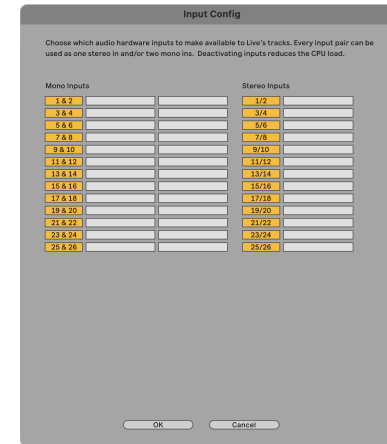 Input Config
Choose which audio hardware inputs to make available to Live's tracks. Every input pair can be
used as one stereo in and/or two mono ins. Deactivating inputs reduces the CPU load.
Mono Inputs Stereo Inputs
1 & 2 1/2
3 & 4 3/4
5 & 6 5/6
7 & 8 7/8
9 & 10 9/10
11 & 12 11/12
13 & 14 13/14
15 & 16 15/16
17 & 18 17/18
19 & 20 19/20
21 & 22 21/22
23 & 24 23/24
25 & 26 25/26
OK Cancel